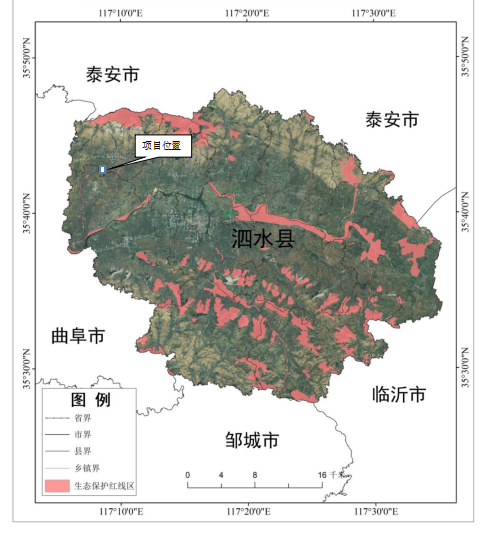 117°10'0"E
117°20'0"E
117°30'0"E
35°50'0"N
35°50'0"N
泰安市
泰安市
项目位置
35°40'0"N
35°40'0"N
泗水县
曲阜市
35°30'0"N
35°30'0"N
临沂市
邹城市
图 例
省界
市界
县界
乡镇界
生态保护红线区
0 4 8 16 千米
117°10'0"E
117°20'0"E
117°30'0"E